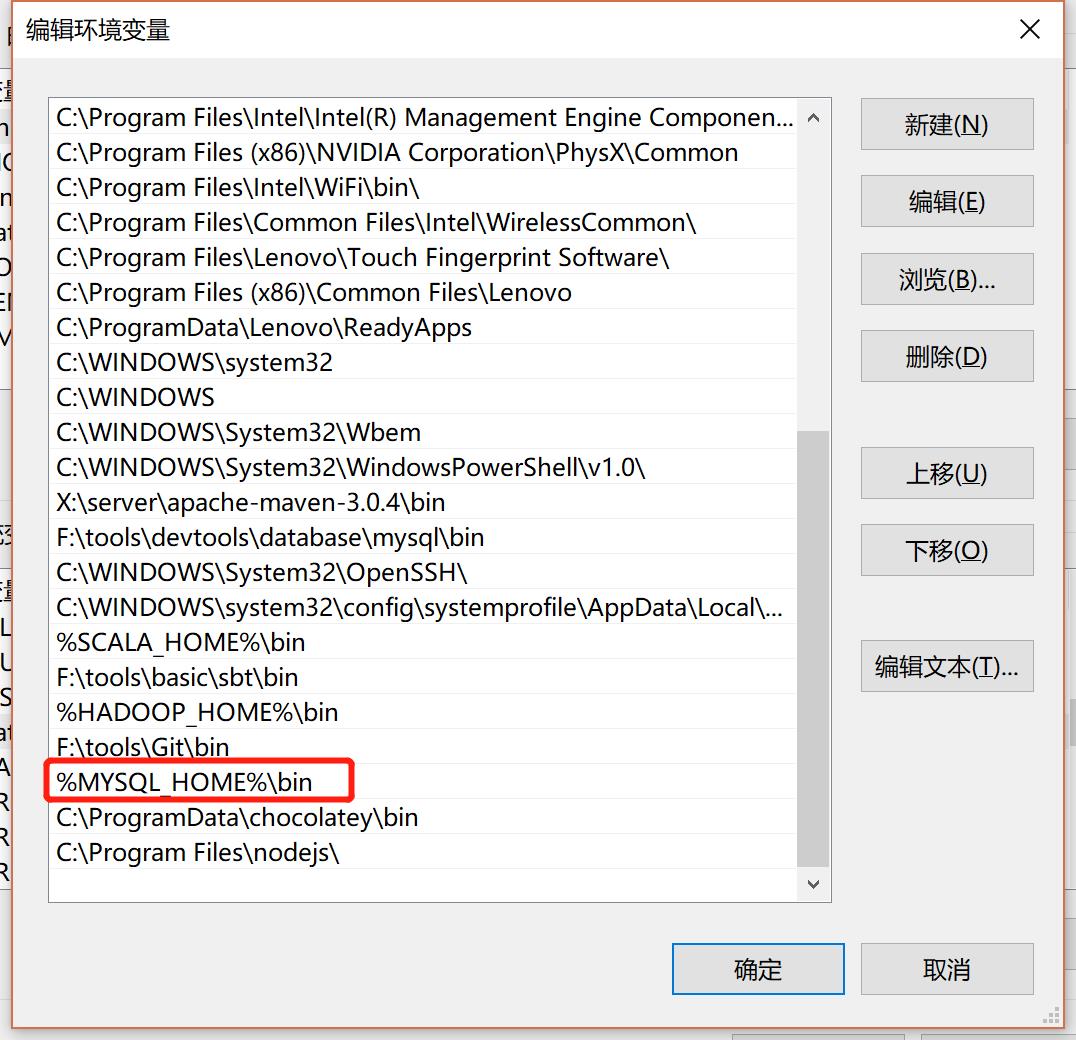 编辑环境变量
C:\Program Files\Intel\Intel(R) Management Engine Componen...
C:\Program Files (x86)\NVIDIA Corporation\PhysX\Common
C:\Program Files\Intel\WiFi\bin\
C:\Program Files\Common Files\Intel\WirelessCommon\
C:\Program Files\Lenovo\Touch Fingerprint Software\
C:\Program Files (x86)\Common Files\Lenovo
C:\ProgramData\Lenovo\ReadyApps
C:\WINDOWS\system32
C:\WINDOWS
C:\WINDOWS\System32\Wbem
C:\WINDOWS\System32\WindowsPowerShell\v1.0\
X:\server\apache-maven-3.0.4\bin
F:\tools\devtools\database\mysql\bin
C:\WINDOWS\System32\OpenSSH\
C:\WINDOWS\system32\config\systemprofile\AppData\Local\...
%SCALA_HOME%\bin
F:\tools\basic\sbt\bin
%HADOOP_HOME%\bin
F:\tools\Git\bin
%MYSQL_HOME%\bin
C:\ProgramData\chocolatey\bin
C:\Program Files\nodejs\
新建(N)
编辑(E)
浏览(B)...
删除(D)
上移(U)
下移(O)
编辑文本(T)...
确定
取消